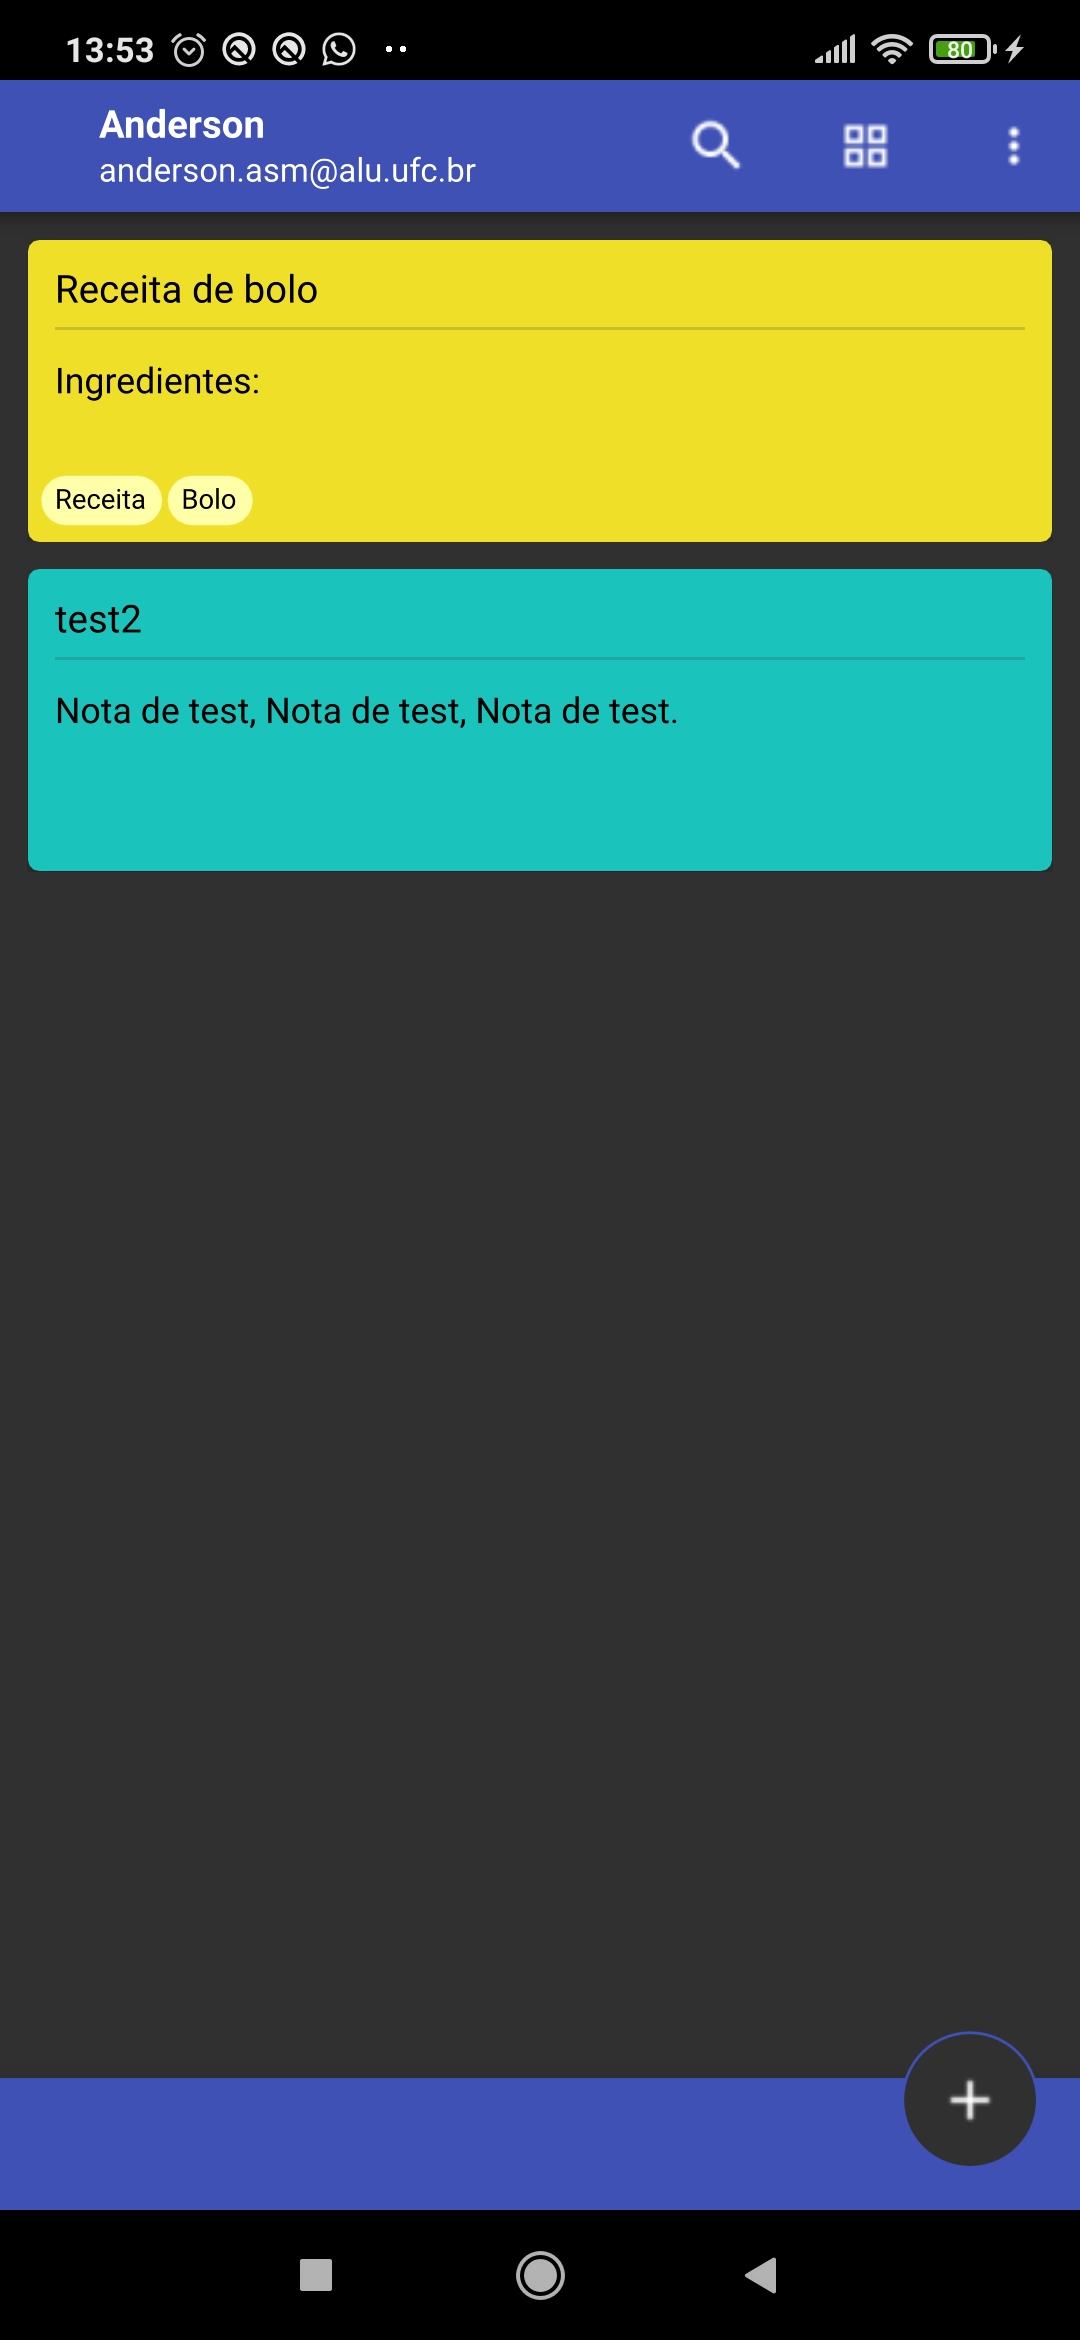 13:53
80
Anderson
anderson.asm@alu.ufc.br
Receita de bolo
Ingredientes:
Receita Bolo
test2
Nota de test, Nota de test, Nota de test.